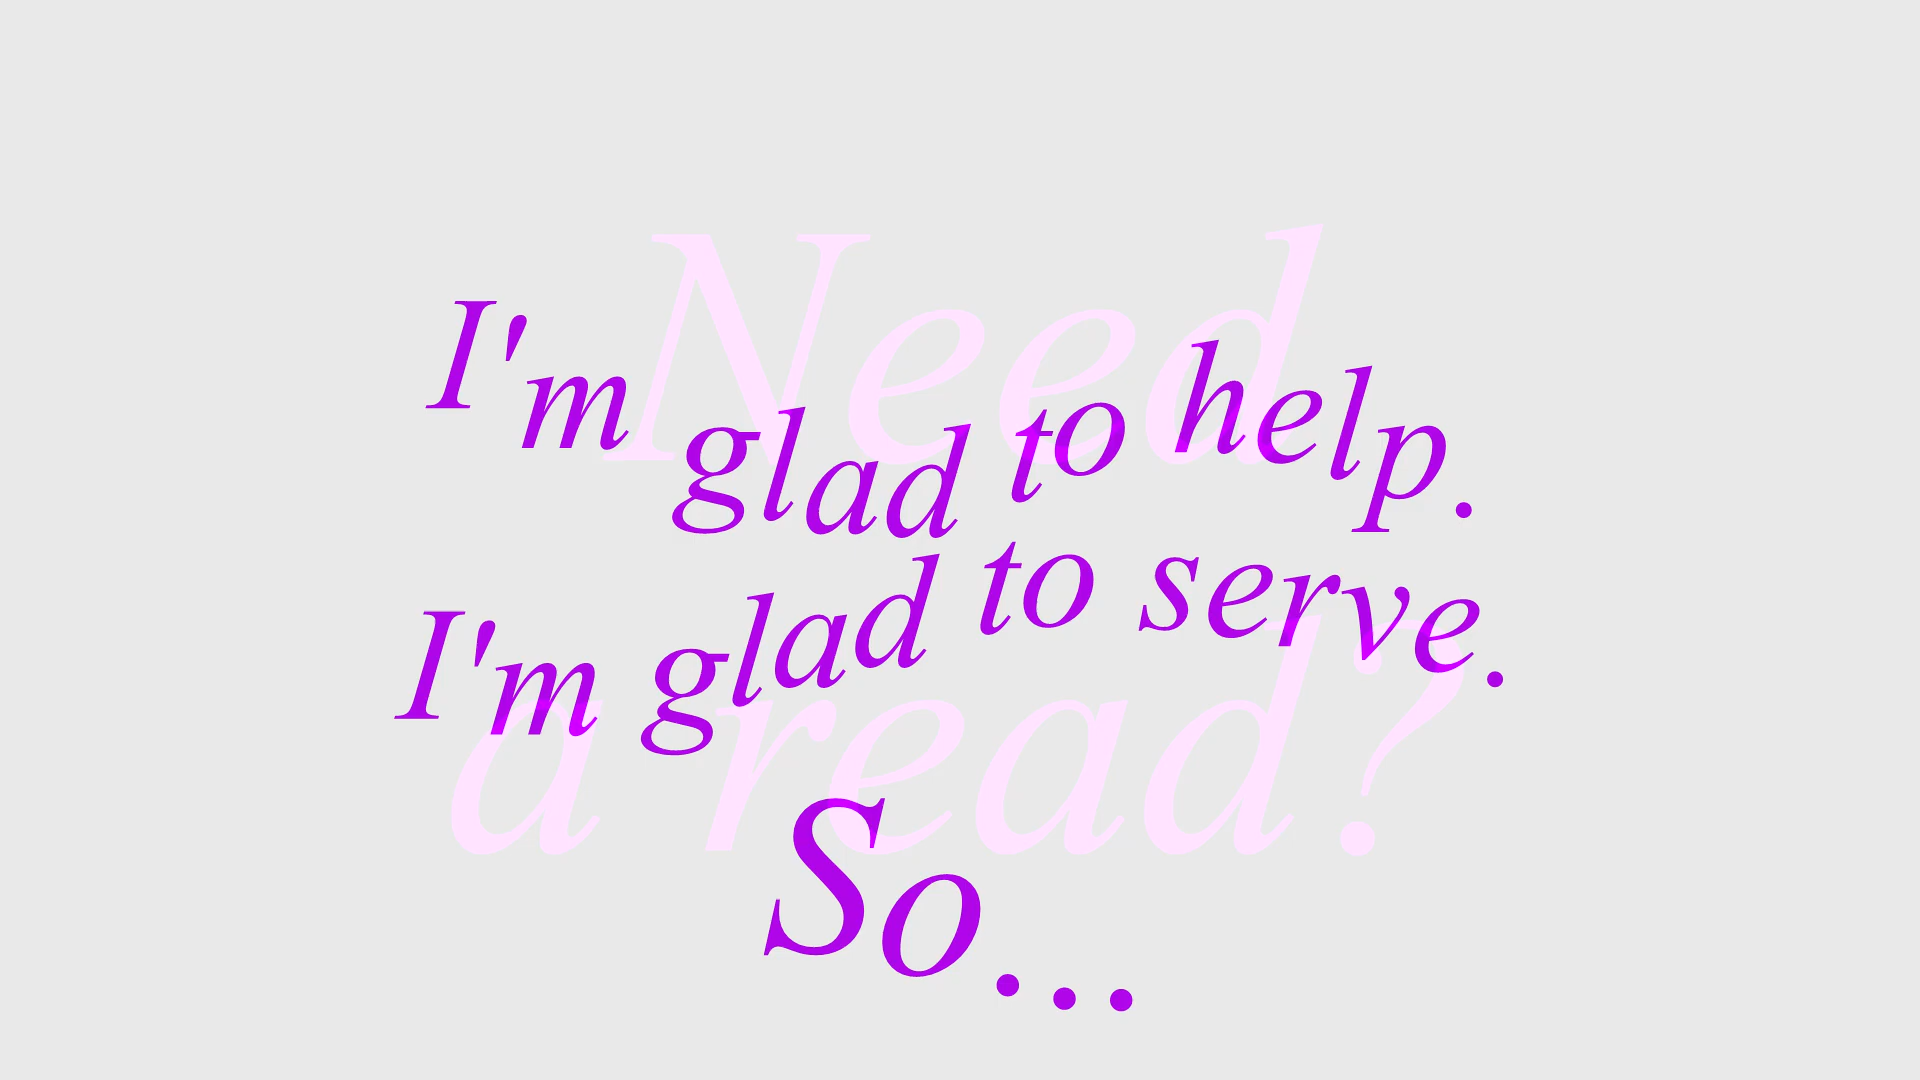 Need
a read?
I'm glad to help.
I'm glad to serve.
So...